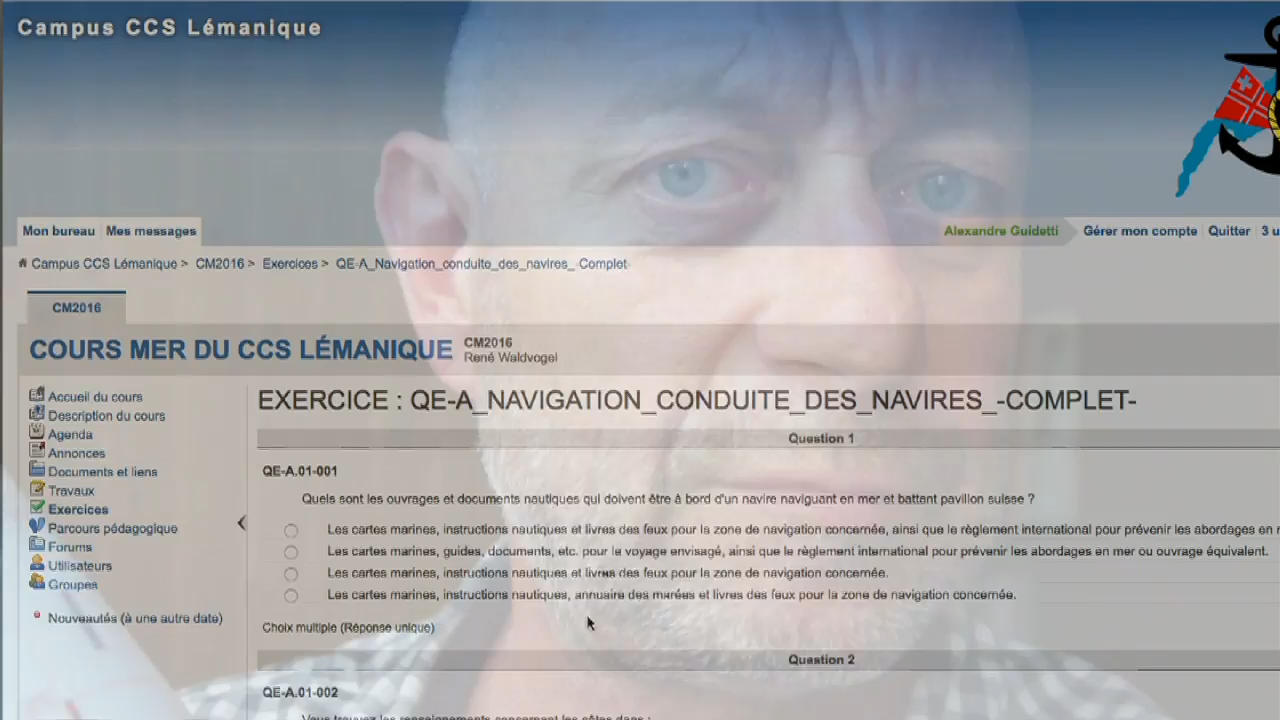 Campus CCS Lémanique
Mon bureau Mes messages
Alexandre Guidetti Gérer mon compte Quitter 3 u
Campus CCS Lémanique > CM2016 > Exercices > QE-A_Navigation_conduite_des_navires_-Complet-
CM2016
COURS MER DU CCS LÉMANIQUE
CM2016
René Waldvogel
Accueil du cours
Description du cours
Agenda
Annonces
Documents et liens
Travaux
Exercices
Parcours pédagogique
Forums
Utilisateurs
Groupes
Nouveautés (à une autre date)
EXERCICE : QE-A_NAVIGATION_CONDUITE_DES_NAVIRES_-COMPLET-
Question 1
QE-A.01-001
Quels sont les ouvrages et documents nautiques qui doivent être à bord d'un navire naviguant en mer et battant pavillon suisse ?
Les cartes marines, instructions nautiques et livres des feux pour la zone de navigation concernée, ainsi que le règlement international pour prévenir les abordages en
Les cartes marines, guides, documents, etc. pour le voyage envisagé, ainsi que le règlement international pour prévenir les abordages en mer ou ouvrage équivalent.
Les cartes marines, instructions nautiques et livres des feux pour la zone de navigation concernée.
Les cartes marines, instructions nautiques, annuaire des marées et livres des feux pour la zone de navigation concernée.
Choix multiple (Réponse unique)
Question 2
QE-A.01-002
Vous trouvez les renseignements concernant les côtes dans :